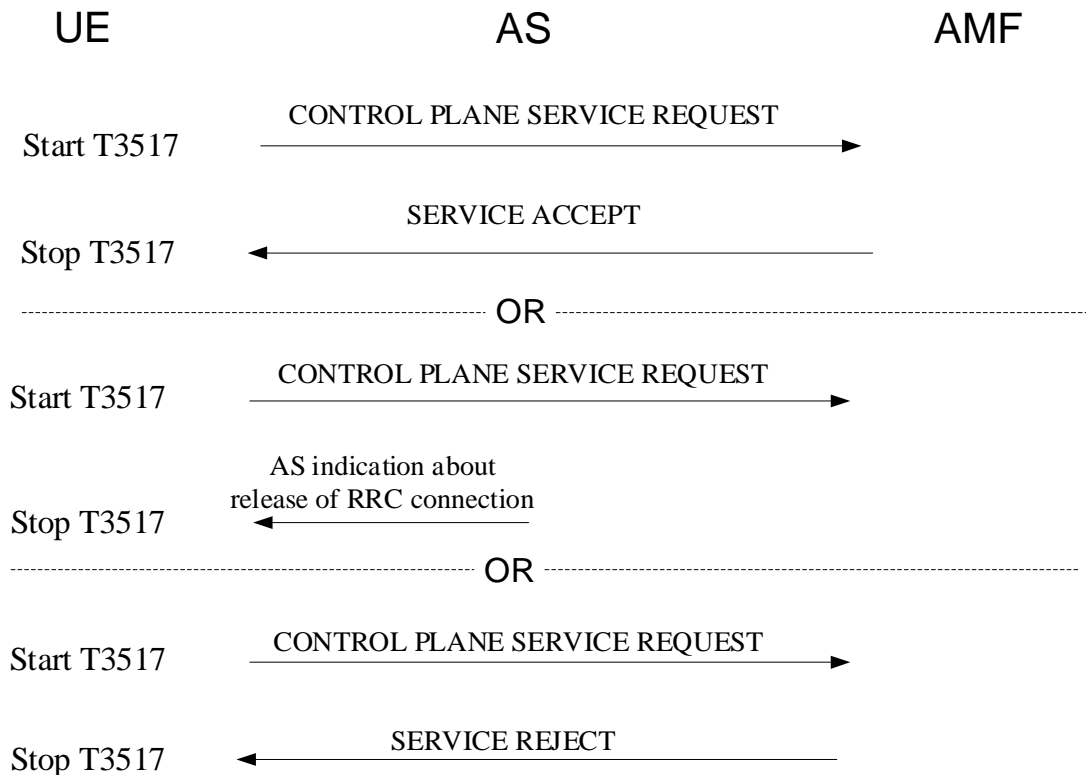 UE AS AMF
CONTROL PLANE SERVICE REQUEST
Start T3517
SERVICE ACCEPT
Stop T3517
OR
CONTROL PLANE SERVICE REQUEST
Start T3517
AS indication about
release of RRC connection
Stop T3517
OR
CONTROL PLANE SERVICE REQUEST
Start T3517
SERVICE REJECT
Stop T3517